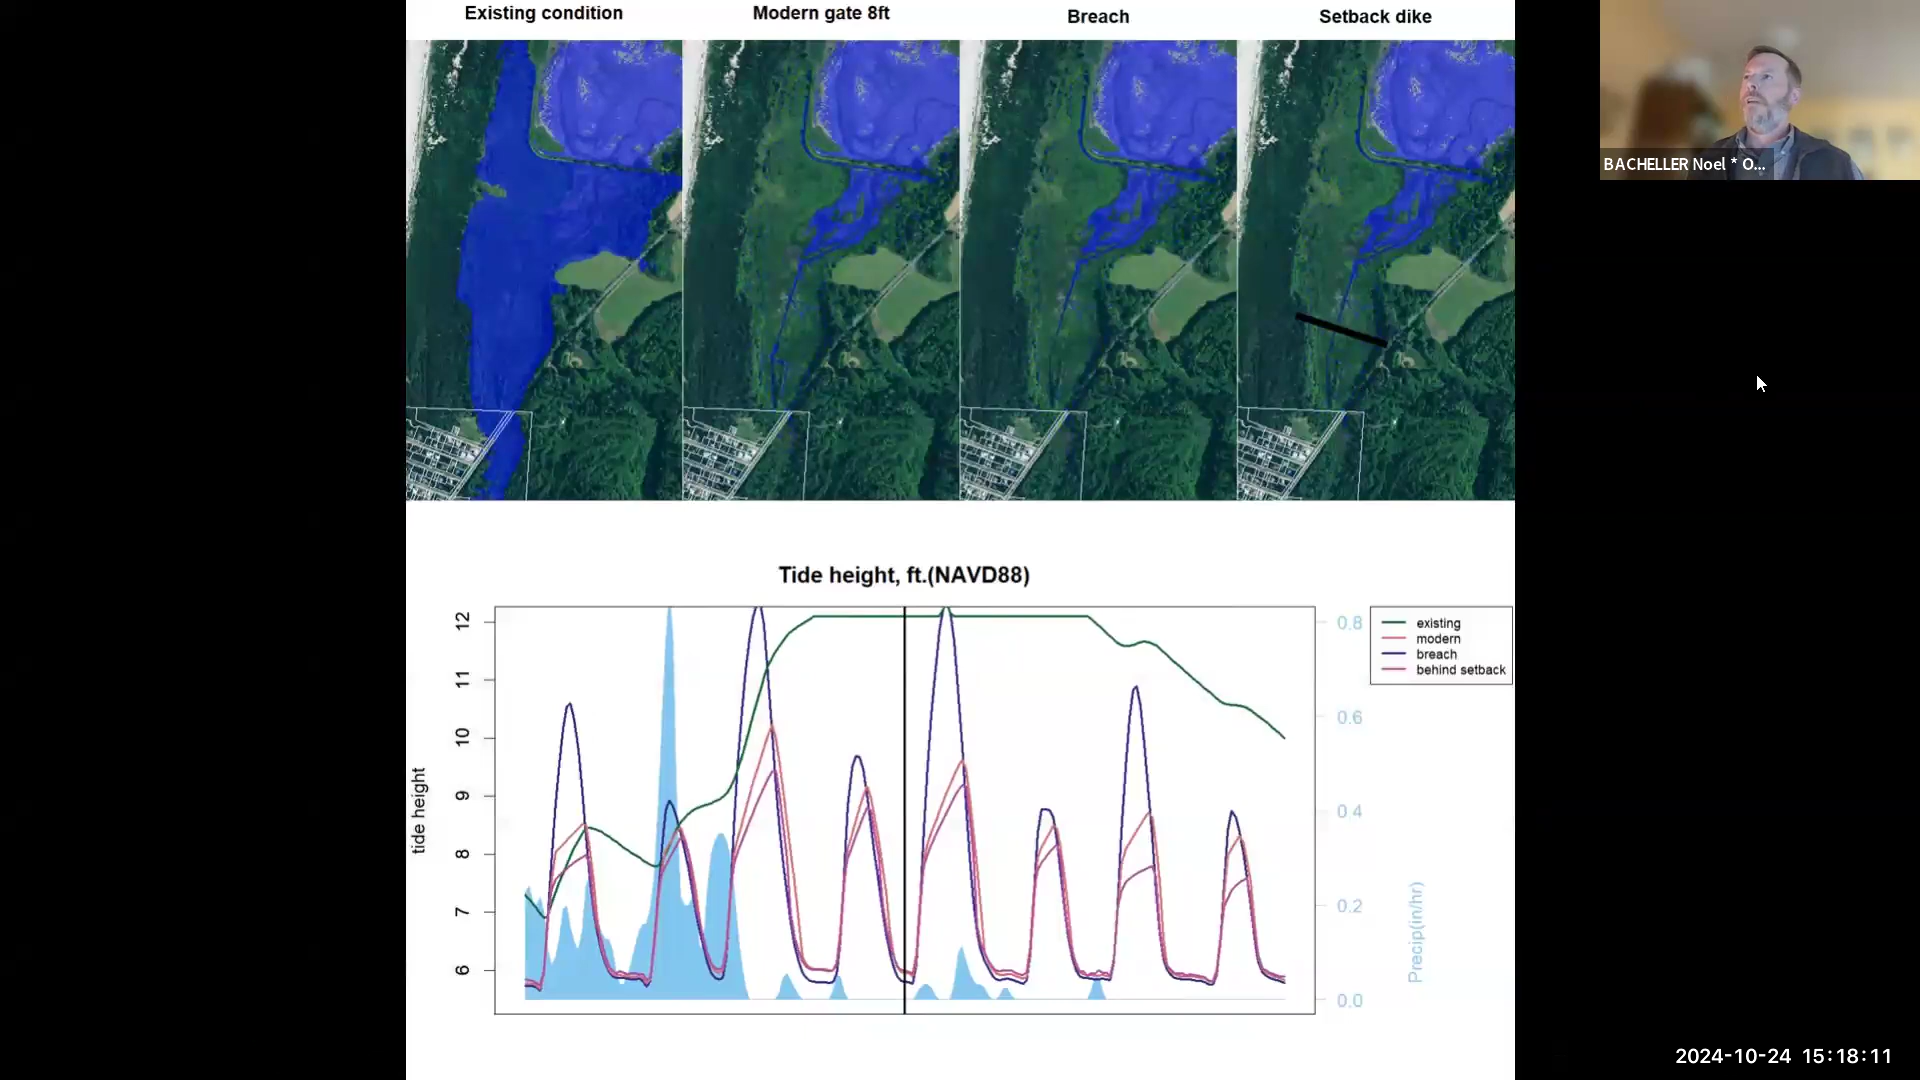 Existing condition
Modern gate 8ft
Breach
Setback dike
BACHELLER Noel * O...
Tide height, ft.(NAVD88)
12
11
10
9
8
7
6
tide height
0.8
0.6
0.4
0.2
0.0
Precip(in/hr)
existing
modern
breach
behind setback
2024-10-24 15:18:11